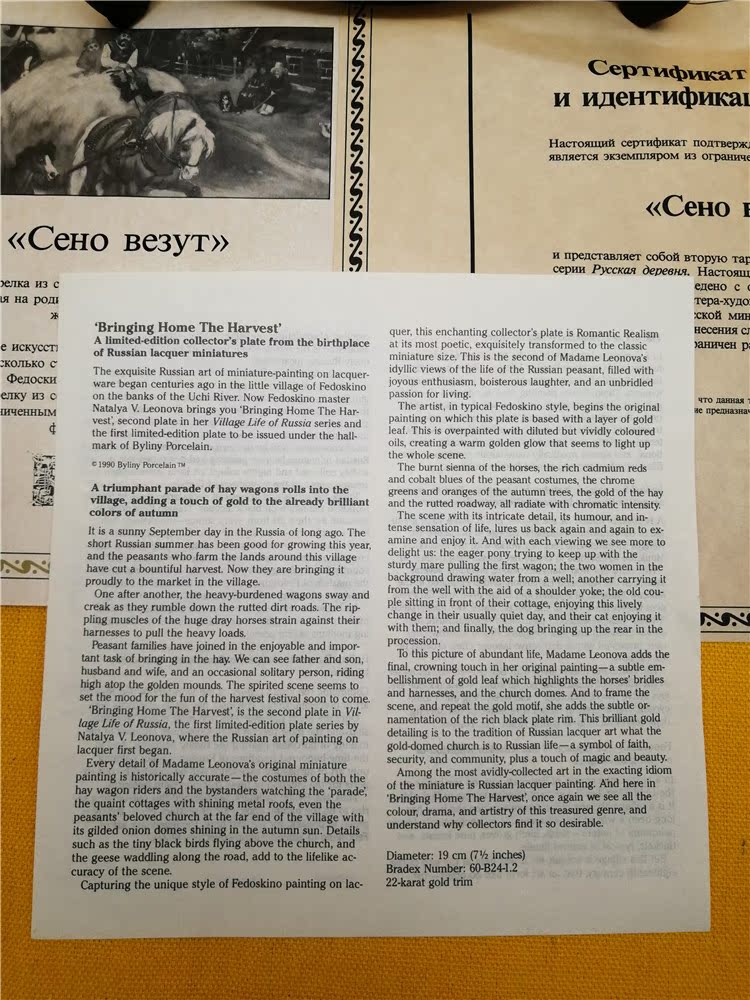 «Сено везут»
Сертификат
Настоящий сертификат
является экземпляром из
«Сено
и представляет собой вторую
серии Русская деревня.
'Bringing Home The Harvest'
A limited-edition collector's plate from the birthplace
of Russian lacquer miniatures
The exquisite Russian art of miniature-painting on lacquer-
ware began centuries ago in the little village of Fedoskino
on the banks of the Uchi River. Now Fedoskino master
Natalya V. Leonova brings you 'Bringing Home The Har-
vest', second plate in her Village Life of Russia series and
the first limited-edition plate to be issued under the hall-
mark of Byliny Porcelain.
©1990 Byliny Porcelain™
A triumphant parade of hay wagons rolls into the
village, adding a touch of gold to the already brilliant
colors of autumn
It is a sunny September day in the Russia of long ago. The
short Russian summer has been good for growing this year,
and the peasants who farm the lands around this village
have cut a bountiful harvest. Now they are bringing it
proudly to the market in the village.
One after another, the heavy-burdened wagons sway and
creak as they rumble down the rutted dirt roads. The rip-
pling muscles of the huge dray horses strain against their
harnesses to pull the heavy loads.
Peasant families have joined in the enjoyable and impor-
tant task of bringing in the hay. We can see father and son,
husband and wife, and an occasional solitary person, riding
high atop the golden mounds. The spirited scene seems to
set the mood for the fun of the harvest festival soon to come.
'Bringing Home The Harvest', is the second plate in Vil-
lage Life of Russia, the first limited-edition plate series by
Natalya V. Leonova, where the Russian art of painting on
lacquer first began.
Every detail of Madame Leonova's original miniature
painting is historically accurate—the costumes of both the
hay wagon riders and the bystanders watching the 'parade',
the quaint cottages with shining metal roofs, even the
peasants' beloved church at the far end of the village with
its gilded onion domes shining in the autumn sun. Details
such as the tiny black birds flying above the church, and
the geese waddling along the road, add to the lifelike ac-
curacy of the scene.
Capturing the unique style of Fedoskino painting on lac-
quer, this enchanting collector's plate is Romantic Realism
at its most poetic, exquisitely transformed to the classic
miniature size. This is the second of Madame Leonova's
idyllic views of the life of the Russian peasant, filled with
joyous enthusiasm, boisterous laughter, and an unbridled
passion for living.
The artist, in typical Fedoskino style, begins the original
painting on which this plate is based with a layer of gold
leaf. This is overpainted with diluted but vividly coloured
oils, creating a warm golden glow that seems to light up
the whole scene.
The burnt sienna of the horses, the rich cadmium reds
and cobalt blues of the peasant costumes, the chrome
greens and oranges of the autumn trees, the gold of the hay
and the rutted roadway, all radiate with chromatic intensity.
The scene with its intricate detail, its humour, and in-
tense sensation of life, lures us back again and again to ex-
amine and enjoy it. And with each viewing we see more to
delight us: the eager pony trying to keep up with the
sturdy mare pulling the first wagon; the two women in the
background drawing water from a well; another carrying it
from the well with the aid of a shoulder yoke; the old cou-
ple sitting in front of their cottage, enjoying this lively
change in their usually quiet day, and their cat enjoying it
with them; and finally, the dog bringing up the rear in the
procession.
To this picture of abundant life, Madame Leonova adds the
final, crowning touch in her original painting—a subtle em-
bellishment of gold leaf which highlights the horses' bridles
and harnesses, and the church domes. And to frame the
scene, and repeat the gold motif, she adds the subtle or-
namentation of the rich black plate rim. This brilliant gold
detailing is to the tradition of Russian lacquer art what the
gold-domed church is to Russian life—a symbol of faith,
security, and community, plus a touch of magic and beauty.
Among the most avidly-collected art in the exacting idiom
of the miniature is Russian lacquer painting. And here in
'Bringing Home The Harvest', once again we see all the
colour, drama, and artistry of this treasured genre, and
understand why collectors find it so desirable.
Diameter: 19 cm (7½ inches)
Bradex Number: 60-B24-1.2
22-karat gold trim